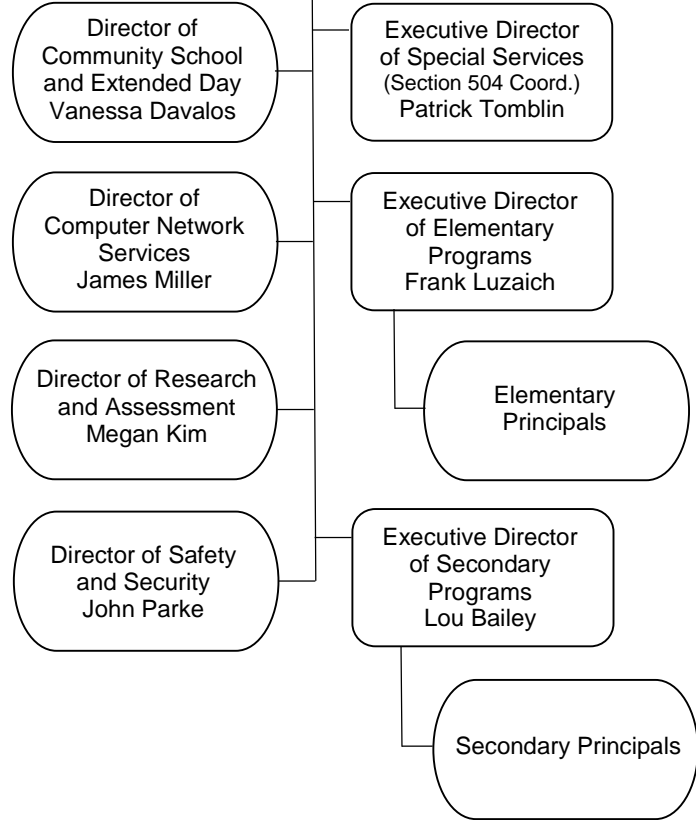 Director of
Community School
and Extended Day
Vanessa Davalos
Executive Director
of Special Services
(Section 504 Coord.)
Patrick Tomblin
Director of
Computer Network
Services
James Miller
Executive Director
of Elementary
Programs
Frank Luzaich
Director of Research
and Assessment
Megan Kim
Elementary
Principals
Director of Safety
and Security
John Parke
Executive Director
of Secondary
Programs
Lou Bailey
Secondary Principals